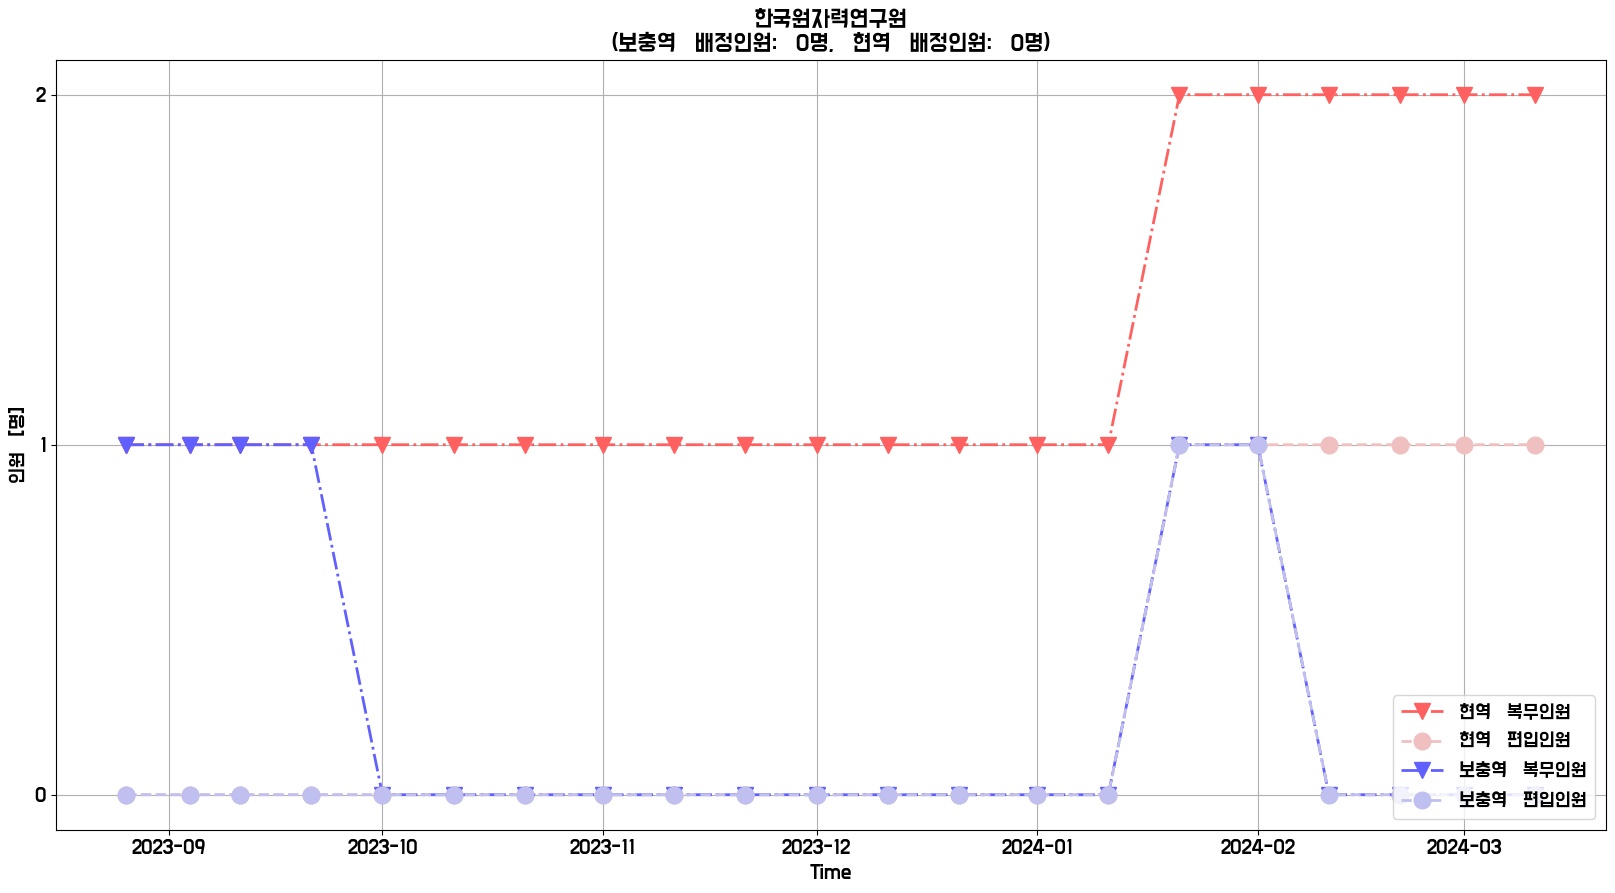 한국원자력연구원
(보충역 배정인원: 0명, 현역 배정인원: 0명)
2
1
0
인원 [명]
2023-09 2023-10 2023-11 2023-12 2024-01 2024-02 2024-03
Time
현역 복무인원
현역 편입인원
보충역 복무인원
보충역 편입인원